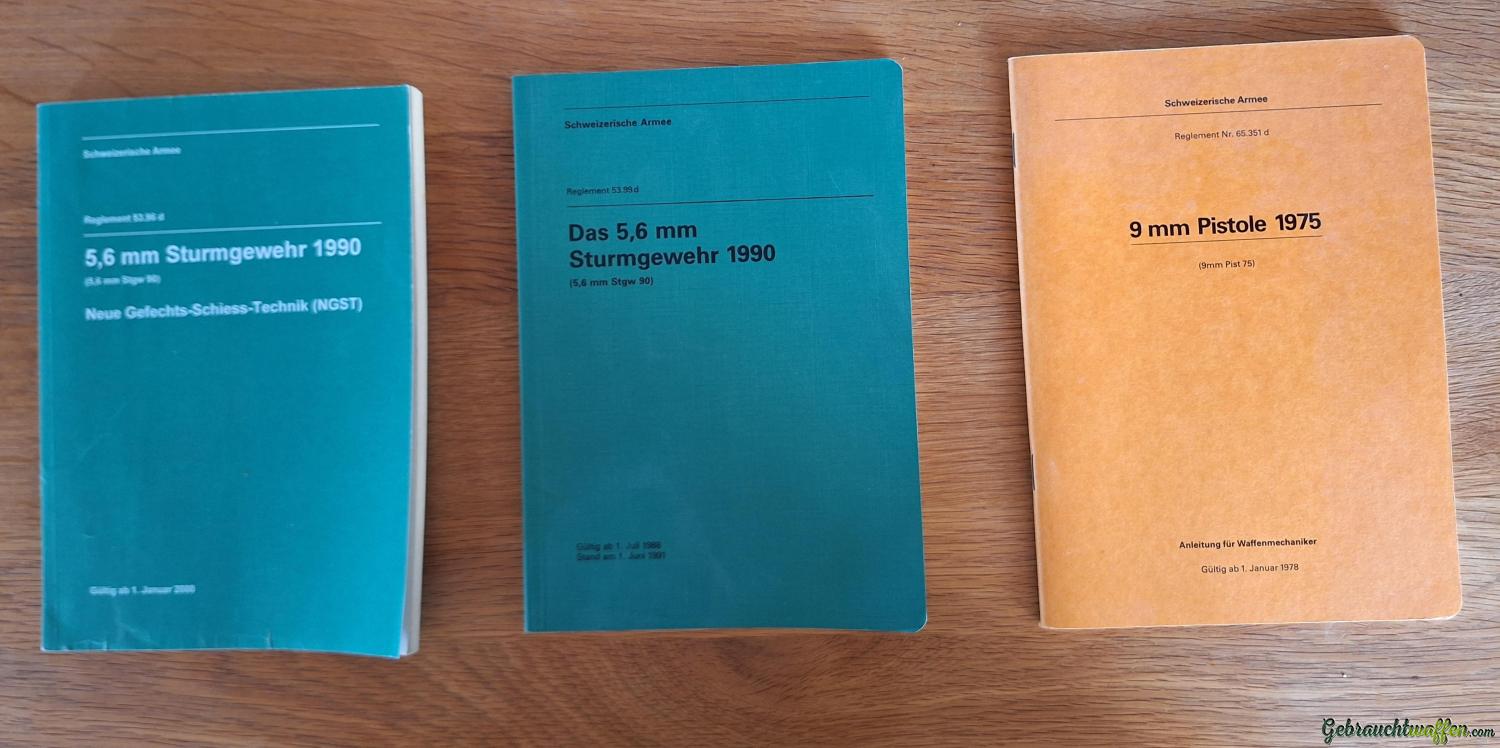 Schweizerische Armee
Reglement 53.96 d
5,6 mm Sturmgewehr 1990
(5,6 mm Stgw 90)
Neue Gefechts-Schiess-Technik (NGST)
Gültig ab 1. Januar 2000
Schweizerische Armee
Reglement 53.99 d
Das 5,6 mm
Sturmgewehr 1990
(5,6 mm Stgw 90)
Gültig ab 1. Juli 1988
Stand am 1. Juni 1991
Schweizerische Armee
Reglement Nr. 65.351 d
9 mm Pistole 1975
(9mm Pist 75)
Anleitung für Waffenmechaniker
Gültig ab 1. Januar 1978
Gebrauchtwaffen.com